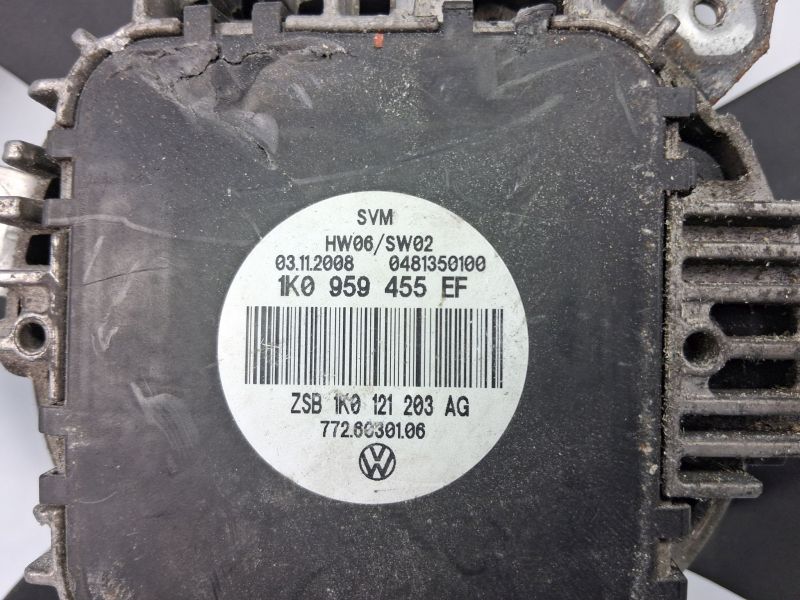 SVM
HW06/SW02
03.11.2008 0481350100
1K0 959 455 EF
ZSB 1K0 121 203 AG
772.60301.06
VW